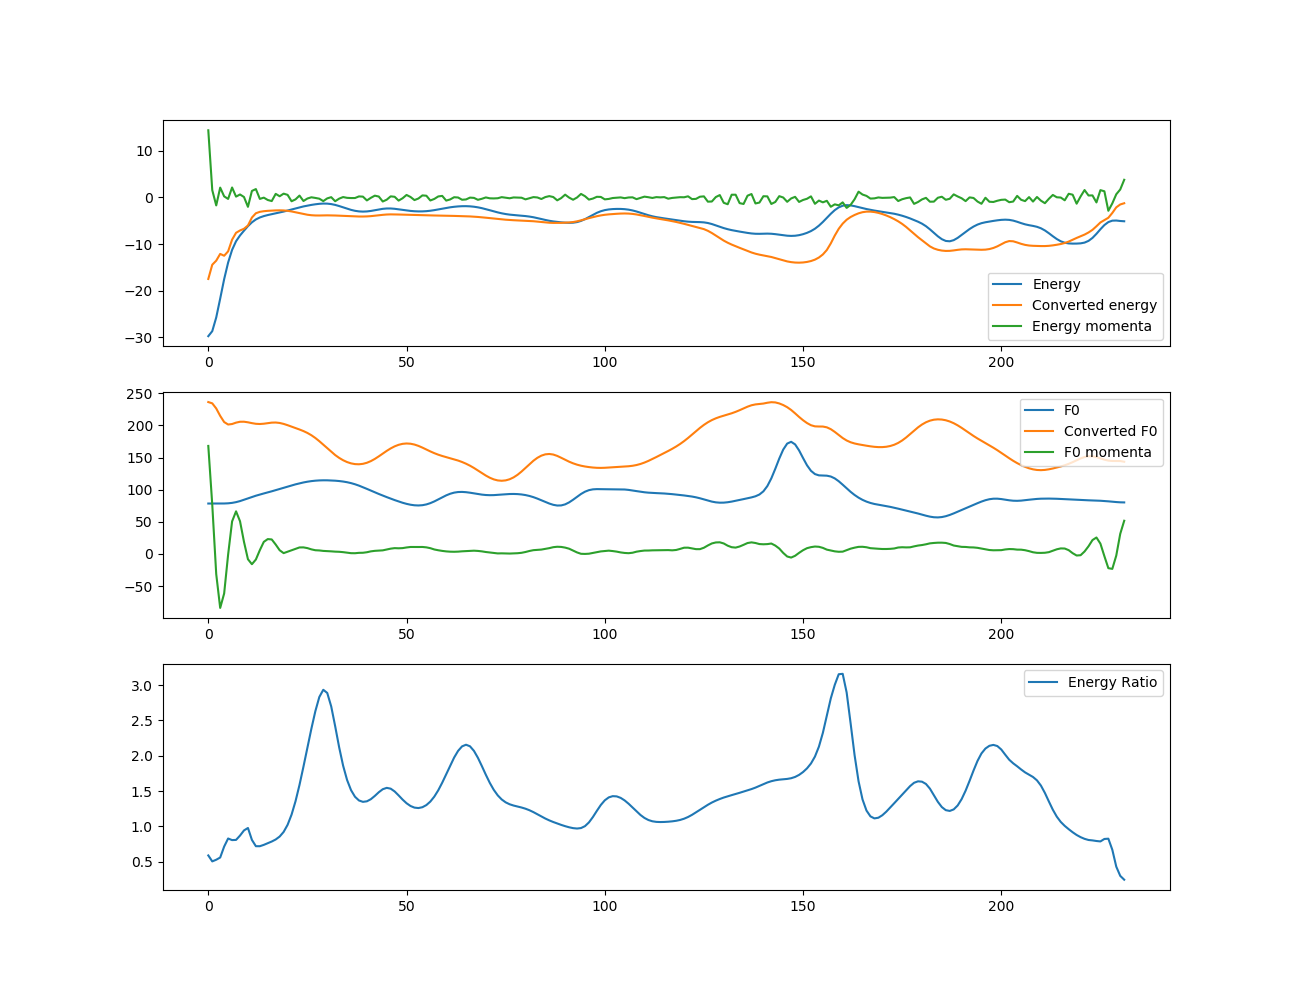 10
0
−10
−20
−30
Energy
Converted energy
Energy momenta
0 50 100 150 200
250
200
150
100
50
0
−50
F0
Converted F0
F0 momenta
0 50 100 150 200
3.0
2.5
2.0
1.5
1.0
0.5
Energy Ratio
0 50 100 150 200